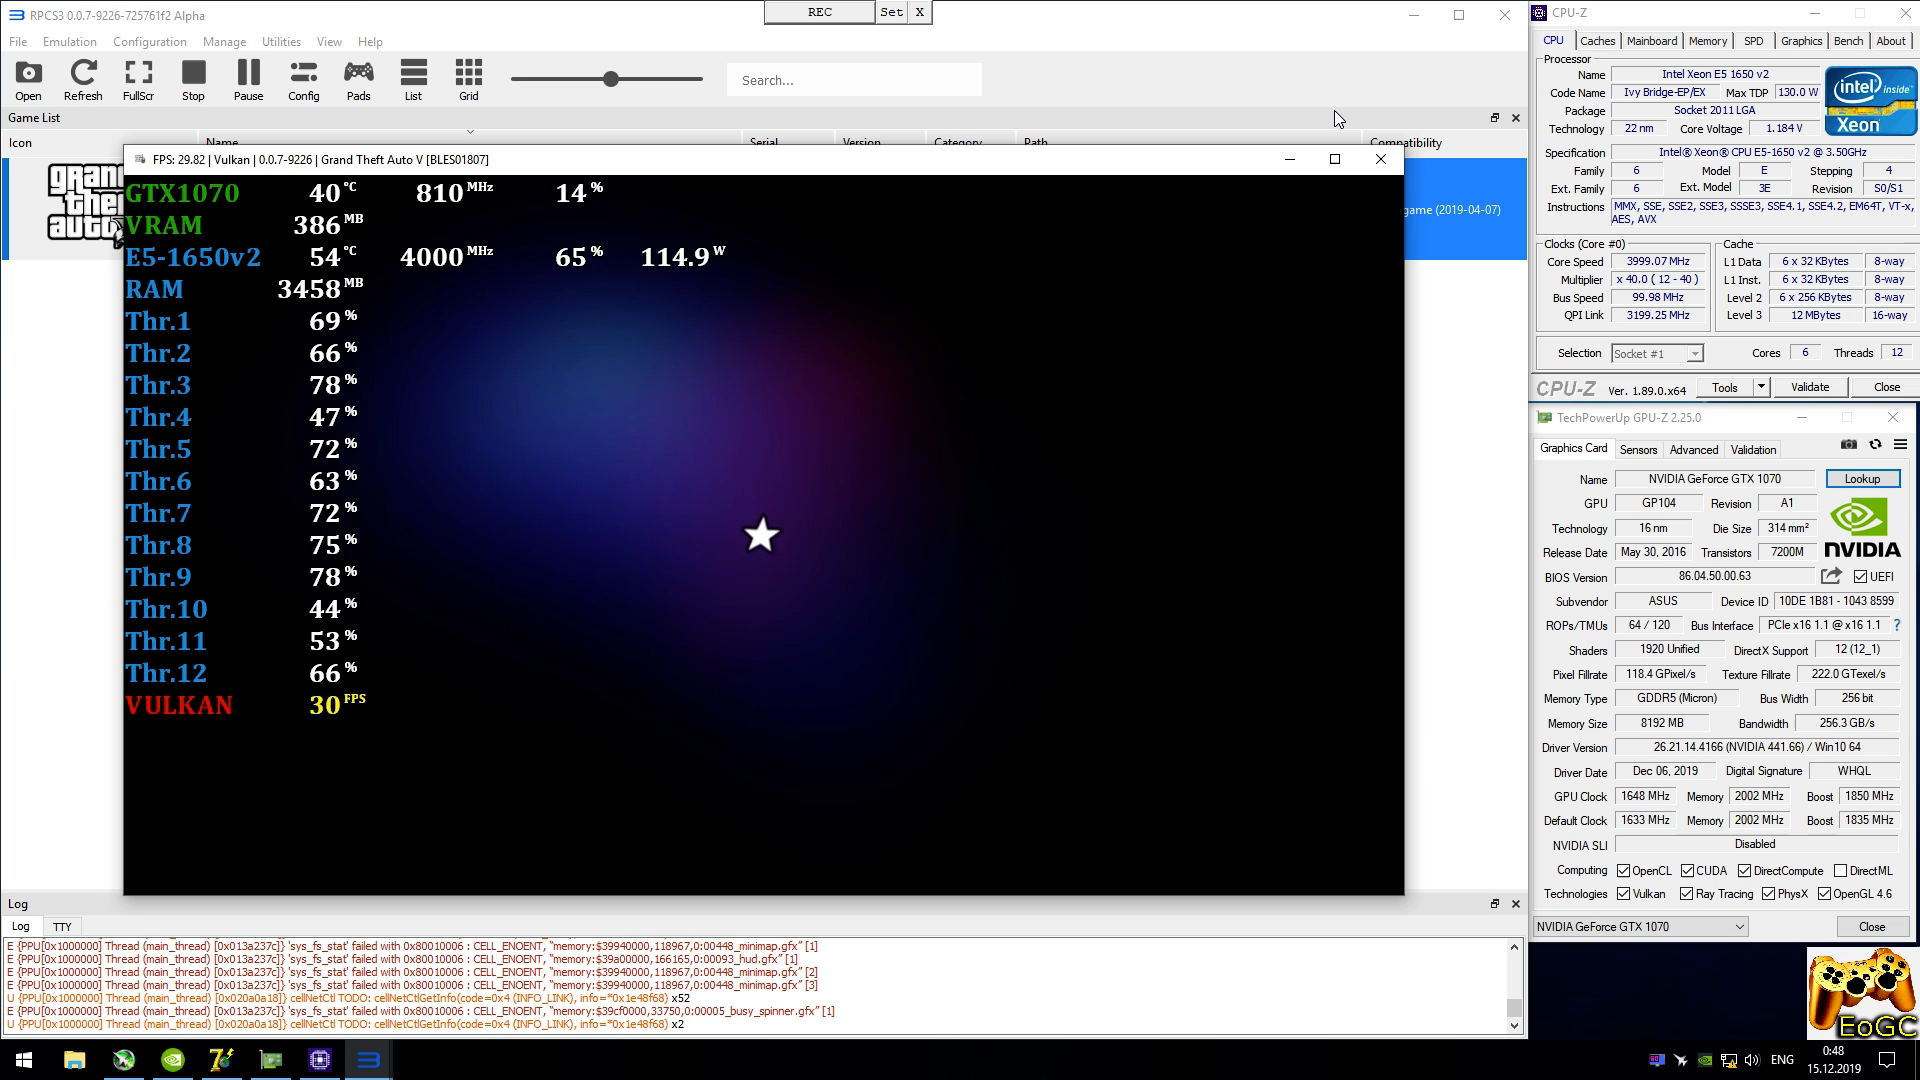 RPCS3 0.0.7-9226-725761f2 Alpha
REC Set X
File Emulation Configuration Manage Utilities View Help
Open Refresh FullScr Stop Pause Config Pads List Grid
Search...
Game List
Icon Name Serial Version Category Path Compatibility
game (2019-04-07)
FPS: 29.82 | Vulkan | 0.0.7-9226 | Grand Theft Auto V [BLES01807]
GTX1070 40 °C 810 MHz 14 %
VRAM 386 MB
E5-1650v2 54 °C 4000 MHz 65 % 114.9 W
RAM 3458 MB
Thr.1 69 %
Thr.2 66 %
Thr.3 78 %
Thr.4 47 %
Thr.5 72 %
Thr.6 63 %
Thr.7 72 %
Thr.8 75 %
Thr.9 78 %
Thr.10 44 %
Thr.11 53 %
Thr.12 66 %
VULKAN 30 FPS
Log
Log TTY
E {PPU[0x1000000] Thread (main_thread) [0x013a237c]} 'sys_fs_stat' failed with 0x80010006 : CELL_ENOENT, “memory:$39940000,118967,0:00448_minimap.gfx” [1]
E {PPU[0x1000000] Thread (main_thread) [0x013a237c]} 'sys_fs_stat' failed with 0x80010006 : CELL_ENOENT, “memory:$39a00000,166165,0:00093_hud.gfx” [1]
E {PPU[0x1000000] Thread (main_thread) [0x013a237c]} 'sys_fs_stat' failed with 0x80010006 : CELL_ENOENT, “memory:$39940000,118967,0:00448_minimap.gfx” [2]
E {PPU[0x1000000] Thread (main_thread) [0x013a237c]} 'sys_fs_stat' failed with 0x80010006 : CELL_ENOENT, “memory:$39940000,118967,0:00448_minimap.gfx” [3]
U {PPU[0x1000000] Thread (main_thread) [0x020a0a18]} cellNetCtl TODO: cellNetCtlGetInfo(code=0x4 (INFO_LINK), info=*0x1e48f68) x52
E {PPU[0x1000000] Thread (main_thread) [0x013a237c]} 'sys_fs_stat' failed with 0x80010006 : CELL_ENOENT, “memory:$39cf0000,33750,0:00005_busy_spinner.gfx” [1]
U {PPU[0x1000000] Thread (main_thread) [0x020a0a18]} cellNetCtl TODO: cellNetCtlGetInfo(code=0x4 (INFO_LINK), info=*0x1e48f68) x2
CPU-Z
CPU Caches Mainboard Memory SPD Graphics Bench About
Processor
Name Intel Xeon E5 1650 v2
Code Name Ivy Bridge-EP/EX Max TDP 130.0 W
Package Socket 2011 LGA
Technology 22 nm Core Voltage 1.184 V
intel inside™
Xeon
Specification Intel® Xeon® CPU E5-1650 v2 @ 3.50GHz
Family 6 Model E Stepping 4
Ext. Family 6 Ext. Model 3E Revision S0/S1
Instructions MMX, SSE, SSE2, SSE3, SSSE3, SSE4.1, SSE4.2, EM64T, VT-x,
AES, AVX
Clocks (Core #0) Cache
Core Speed 3999.07 MHz L1 Data 6 x 32 KBytes 8-way
Multiplier x 40.0 ( 12 - 40 ) L1 Inst. 6 x 32 KBytes 8-way
Bus Speed 99.98 MHz Level 2 6 x 256 KBytes 8-way
QPI Link 3199.25 MHz Level 3 12 MBytes 16-way
Selection Socket #1 Cores 6 Threads 12
CPU-Z Ver. 1.89.0.x64 Tools Validate Close
TechPowerUp GPU-Z 2.25.0
Graphics Card Sensors Advanced Validation
Name NVIDIA GeForce GTX 1070 Lookup
GPU GP104 Revision A1
Technology 16 nm Die Size 314 mm²
Release Date May 30, 2016 Transistors 7200M
NVIDIA
BIOS Version 86.04.50.00.63 UEFI
Subvendor ASUS Device ID 10DE 1B81 - 1043 8599
ROPs/TMUs 64 / 120 Bus Interface PCIe x16 1.1 @ x16 1.1 ?
Shaders 1920 Unified DirectX Support 12 (12_1)
Pixel Fillrate 118.4 GPixel/s Texture Fillrate 222.0 GTexel/s
Memory Type GDDR5 (Micron) Bus Width 256 bit
Memory Size 8192 MB Bandwidth 256.3 GB/s
Driver Version 26.21.14.4166 (NVIDIA 441.66) / Win10 64
Driver Date Dec 06, 2019 Digital Signature WHQL
GPU Clock 1648 MHz Memory 2002 MHz Boost 1850 MHz
Default Clock 1633 MHz Memory 2002 MHz Boost 1835 MHz
NVIDIA SLI Disabled
Computing OpenCL CUDA DirectCompute DirectML
Technologies Vulkan Ray Tracing PhysX OpenGL 4.6
NVIDIA GeForce GTX 1070 Close
EoGC
ENG 0:48
15.12.2019